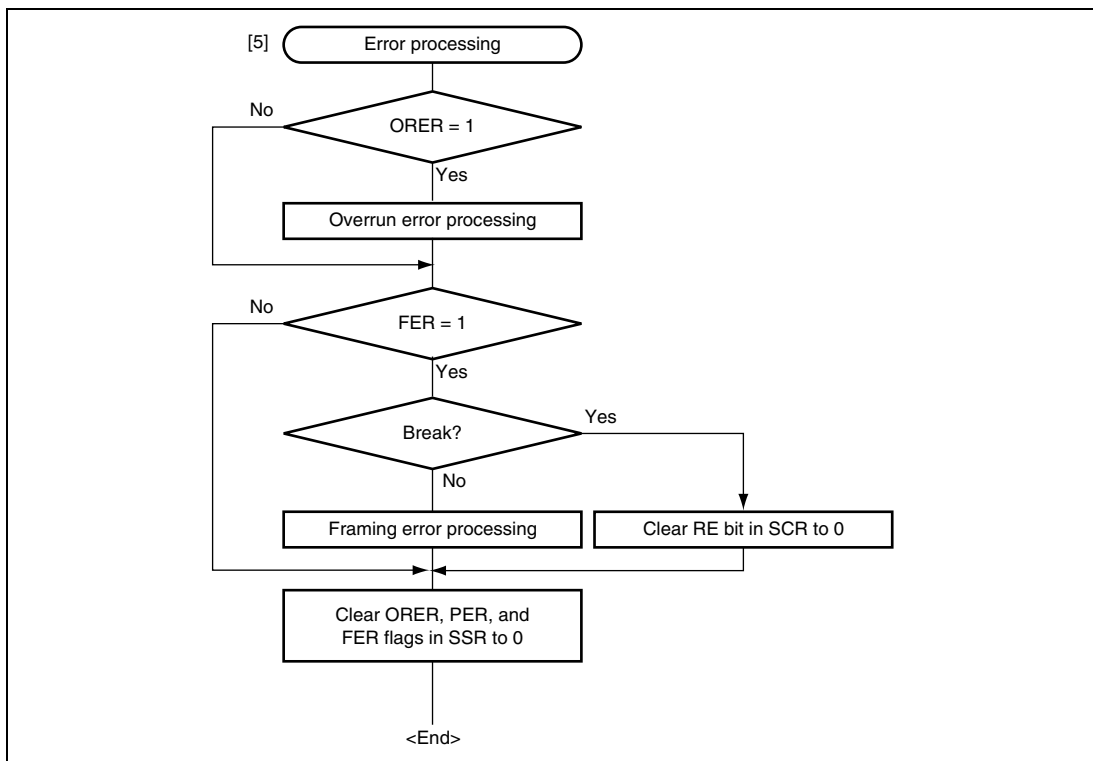 [5] Error processing
No
ORER = 1
Yes
Overrun error processing
No
FER = 1
Yes
Break?
Yes
No
Framing error processing
Clear RE bit in SCR to 0
Clear ORER, PER, and
FER flags in SSR to 0
<End>